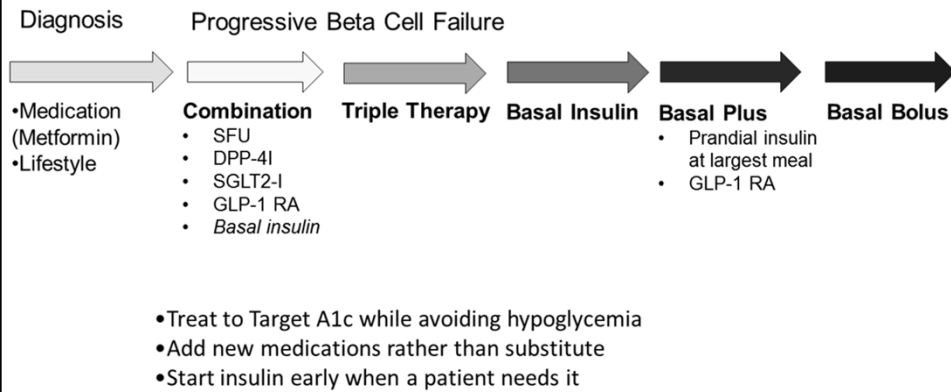 Diagnosis
Progressive Beta Cell Failure
•Medication
(Metformin)
•Lifestyle
Combination
• SFU
• DPP-4I
• SGLT2-I
• GLP-1 RA
• Basal insulin
Triple Therapy
Basal Insulin
Basal Plus
• Prandial insulin
at largest meal
• GLP-1 RA
Basal Bolus
•Treat to Target A1c while avoiding hypoglycemia
•Add new medications rather than substitute
•Start insulin early when a patient needs it